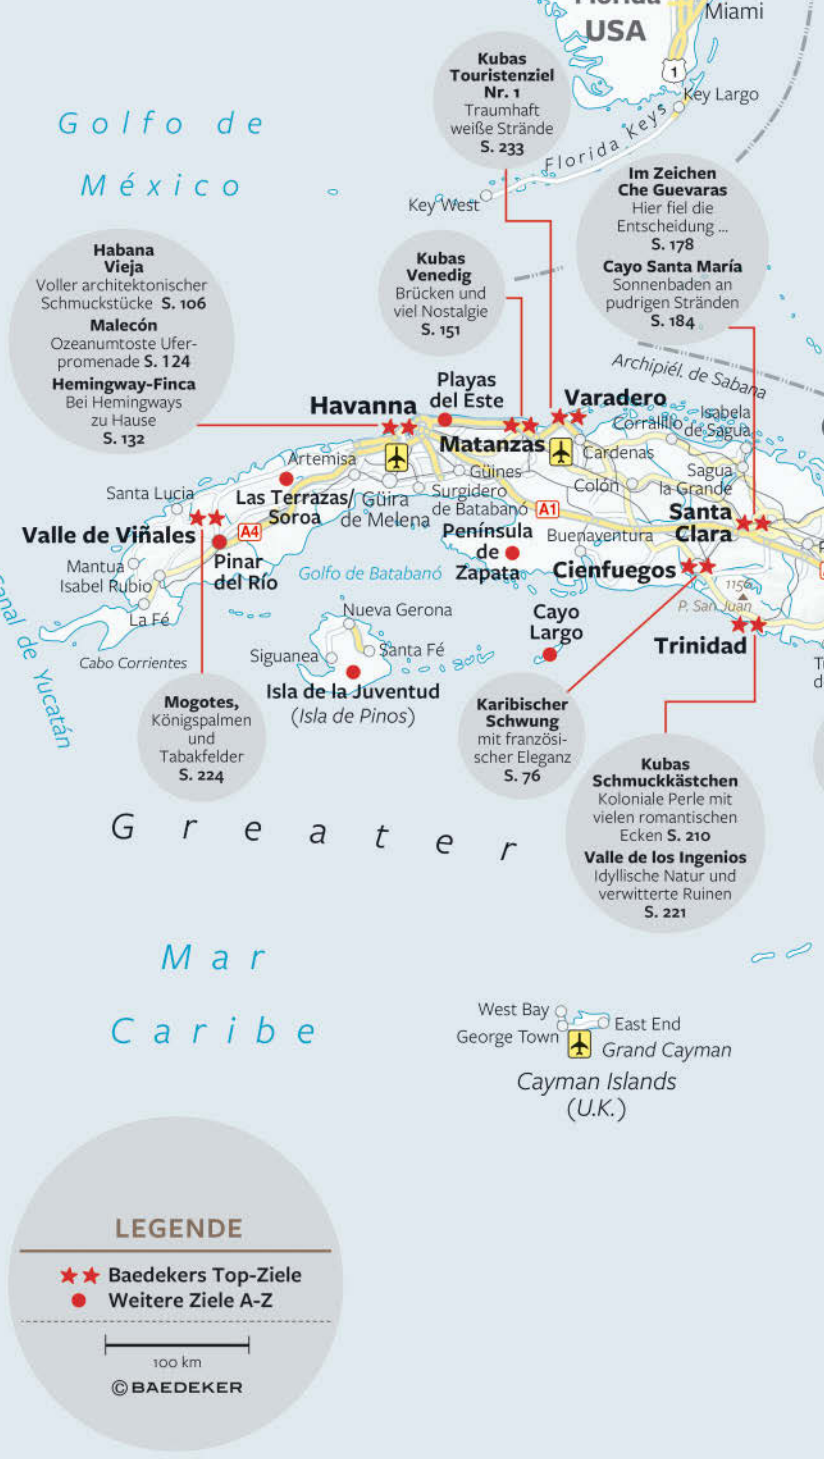 Florida
USA
Miami
1
Key Largo
Florida Keys
Key West
Golfo de
México
Kubas
Touristenziel
Nr. 1
Traumhaft
weiße Strände
S. 233
Im Zeichen
Che Guevaras
Hier fiel die
Entscheidung ...
S. 178
Cayo Santa María
Sonnenbaden an
pudrigen Stränden
S. 184
Habana
Vieja
Voller architektonischer
Schmuckstücke S. 106
Malecón
Ozeanumtoste Ufer-
promenade S. 124
Hemingway-Finca
Bei Hemingways
zu Hause
S. 132
Kubas
Venedig
Brücken und
viel Nostalgie
S. 151
Archipiél. de Sabana
Playas
del Este
Havanna
Varadero
Isabela
de Sagua
Corralillo
Matanzas
Cardenas
Artemisa
Güines
Sagua
la Grande
Colón
Santa Lucia
Las Terrazas/
Soroa
Güira
de Melena
Surgidero
de Batabanó
A1
Santa
Clara
Valle de Viñales
A4
Península
de
Zapata
Buenaventura
Pinar
del Río
Mantua
Isabel Rubio
Golfo de Batabanó
Cienfuegos
1156
P. San Juan
La Fé
Nueva Gerona
Cayo
Largo
Canal de Yucatán
Cabo Corrientes
Siguanea
Santa Fé
Trinidad
Isla de la Juventud
(Isla de Pinos)
Mogotes,
Königspalmen
und
Tabakfelder
S. 224
Karibischer
Schwung
mit französi-
scher Eleganz
S. 76
Kubas
Schmuckkästchen
Koloniale Perle mit
vielen romantischen
Ecken S. 210
Valle de los Ingenios
Idyllische Natur und
verwitterte Ruinen
S. 221
Greater
Mar
Caribe
West Bay
East End
George Town
Grand Cayman
Cayman Islands
(U.K.)
LEGENDE
Baedekers Top-Ziele
Weitere Ziele A-Z
100 km
© BAEDEKER